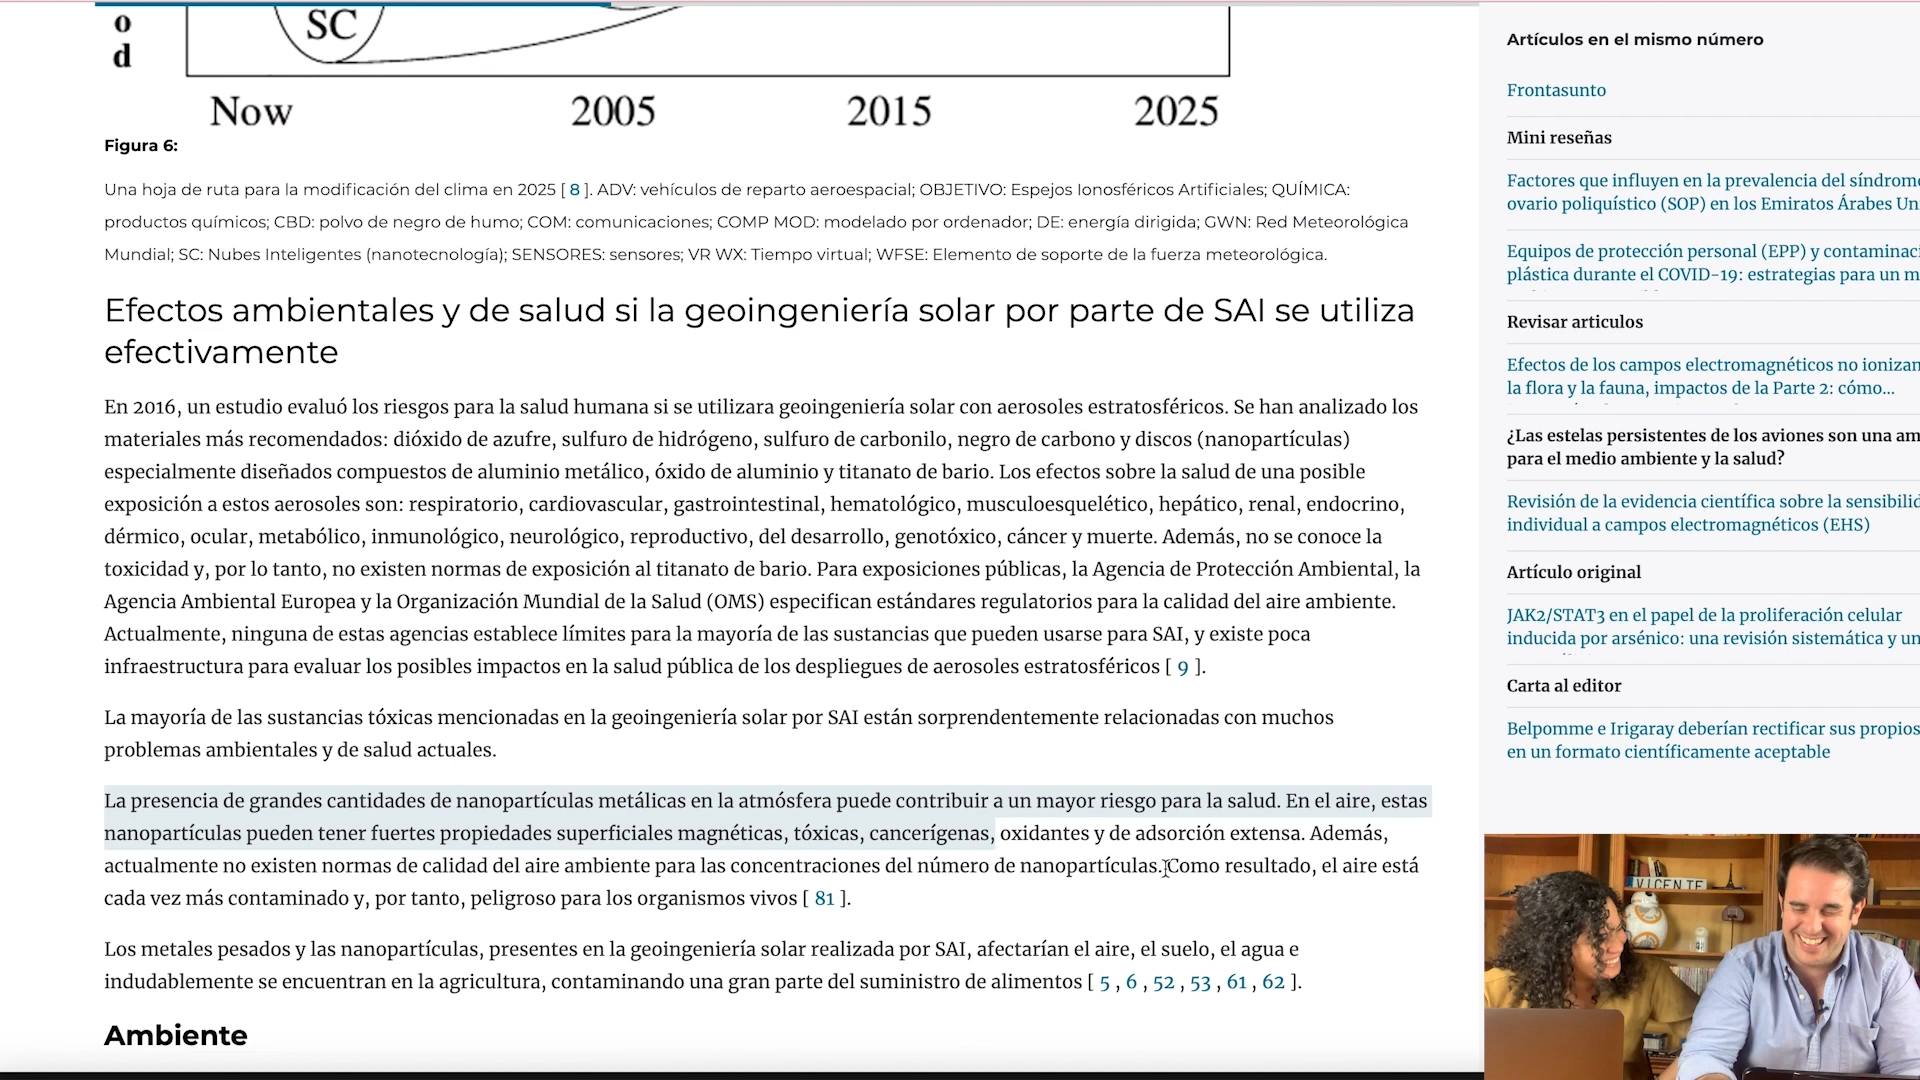 o
d
SC
Now 2005 2015 2025
Figura 6:
Una hoja de ruta para la modificación del clima en 2025 [ 8 ]. ADV: vehículos de reparto aeroespacial; OBJETIVO: Espejos Ionosféricos Artificiales; QUÍMICA:
productos químicos; CBD: polvo de negro de humo; COM: comunicaciones; COMP MOD: modelado por ordenador; DE: energía dirigida; GWN: Red Meteorológica
Mundial; SC: Nubes Inteligentes (nanotecnología); SENSORES: sensores; VR WX: Tiempo virtual; WFSE: Elemento de soporte de la fuerza meteorológica.
Efectos ambientales y de salud si la geoingeniería solar por parte de SAI se utiliza
efectivamente
En 2016, un estudio evaluó los riesgos para la salud humana si se utilizara geoingeniería solar con aerosoles estratosféricos. Se han analizado los
materiales más recomendados: dióxido de azufre, sulfuro de hidrógeno, sulfuro de carbonilo, negro de carbono y discos (nanopartículas)
especialmente diseñados compuestos de aluminio metálico, óxido de aluminio y titanato de bario. Los efectos sobre la salud de una posible
exposición a estos aerosoles son: respiratorio, cardiovascular, gastrointestinal, hematológico, musculoesquelético, hepático, renal, endocrino,
dérmico, ocular, metabólico, inmunológico, neurológico, reproductivo, del desarrollo, genotóxico, cáncer y muerte. Además, no se conoce la
toxicidad y, por lo tanto, no existen normas de exposición al titanato de bario. Para exposiciones públicas, la Agencia de Protección Ambiental, la
Agencia Ambiental Europea y la Organización Mundial de la Salud (OMS) especifican estándares regulatorios para la calidad del aire ambiente.
Actualmente, ninguna de estas agencias establece límites para la mayoría de las sustancias que pueden usarse para SAI, y existe poca
infraestructura para evaluar los posibles impactos en la salud pública de los despliegues de aerosoles estratosféricos [ 9 ].
La mayoría de las sustancias tóxicas mencionadas en la geoingeniería solar por SAI están sorprendentemente relacionadas con muchos
problemas ambientales y de salud actuales.
La presencia de grandes cantidades de nanopartículas metálicas en la atmósfera puede contribuir a un mayor riesgo para la salud. En el aire, estas
nanopartículas pueden tener fuertes propiedades superficiales magnéticas, tóxicas, cancerígenas, oxidantes y de adsorción extensa. Además,
actualmente no existen normas de calidad del aire ambiente para las concentraciones del número de nanopartículas. Como resultado, el aire está
cada vez más contaminado y, por tanto, peligroso para los organismos vivos [ 81 ].
Los metales pesados y las nanopartículas, presentes en la geoingeniería solar realizada por SAI, afectarían el aire, el suelo, el agua e
indudablemente se encuentran en la agricultura, contaminando una gran parte del suministro de alimentos [ 5 , 6 , 52 , 53 , 61 , 62 ].
Ambiente
Artículos en el mismo número
Frontasunto
Mini reseñas
Factores que influyen en la prevalencia del síndrome
ovario poliquístico (SOP) en los Emiratos Árabes Un
Equipos de protección personal (EPP) y contaminaci
plástica durante el COVID-19: estrategias para un m
Revisar articulos
Efectos de los campos electromagnéticos no ionizan
la flora y la fauna, impactos de la Parte 2: cómo...
¿Las estelas persistentes de los aviones son una am
para el medio ambiente y la salud?
Revisión de la evidencia científica sobre la sensibilid
individual a campos electromagnéticos (EHS)
Artículo original
JAK2/STAT3 en el papel de la proliferación celular
inducida por arsénico: una revisión sistemática y un
Carta al editor
Belpomme e Irigaray deberían rectificar sus propios
en un formato científicamente aceptable
VICENTE